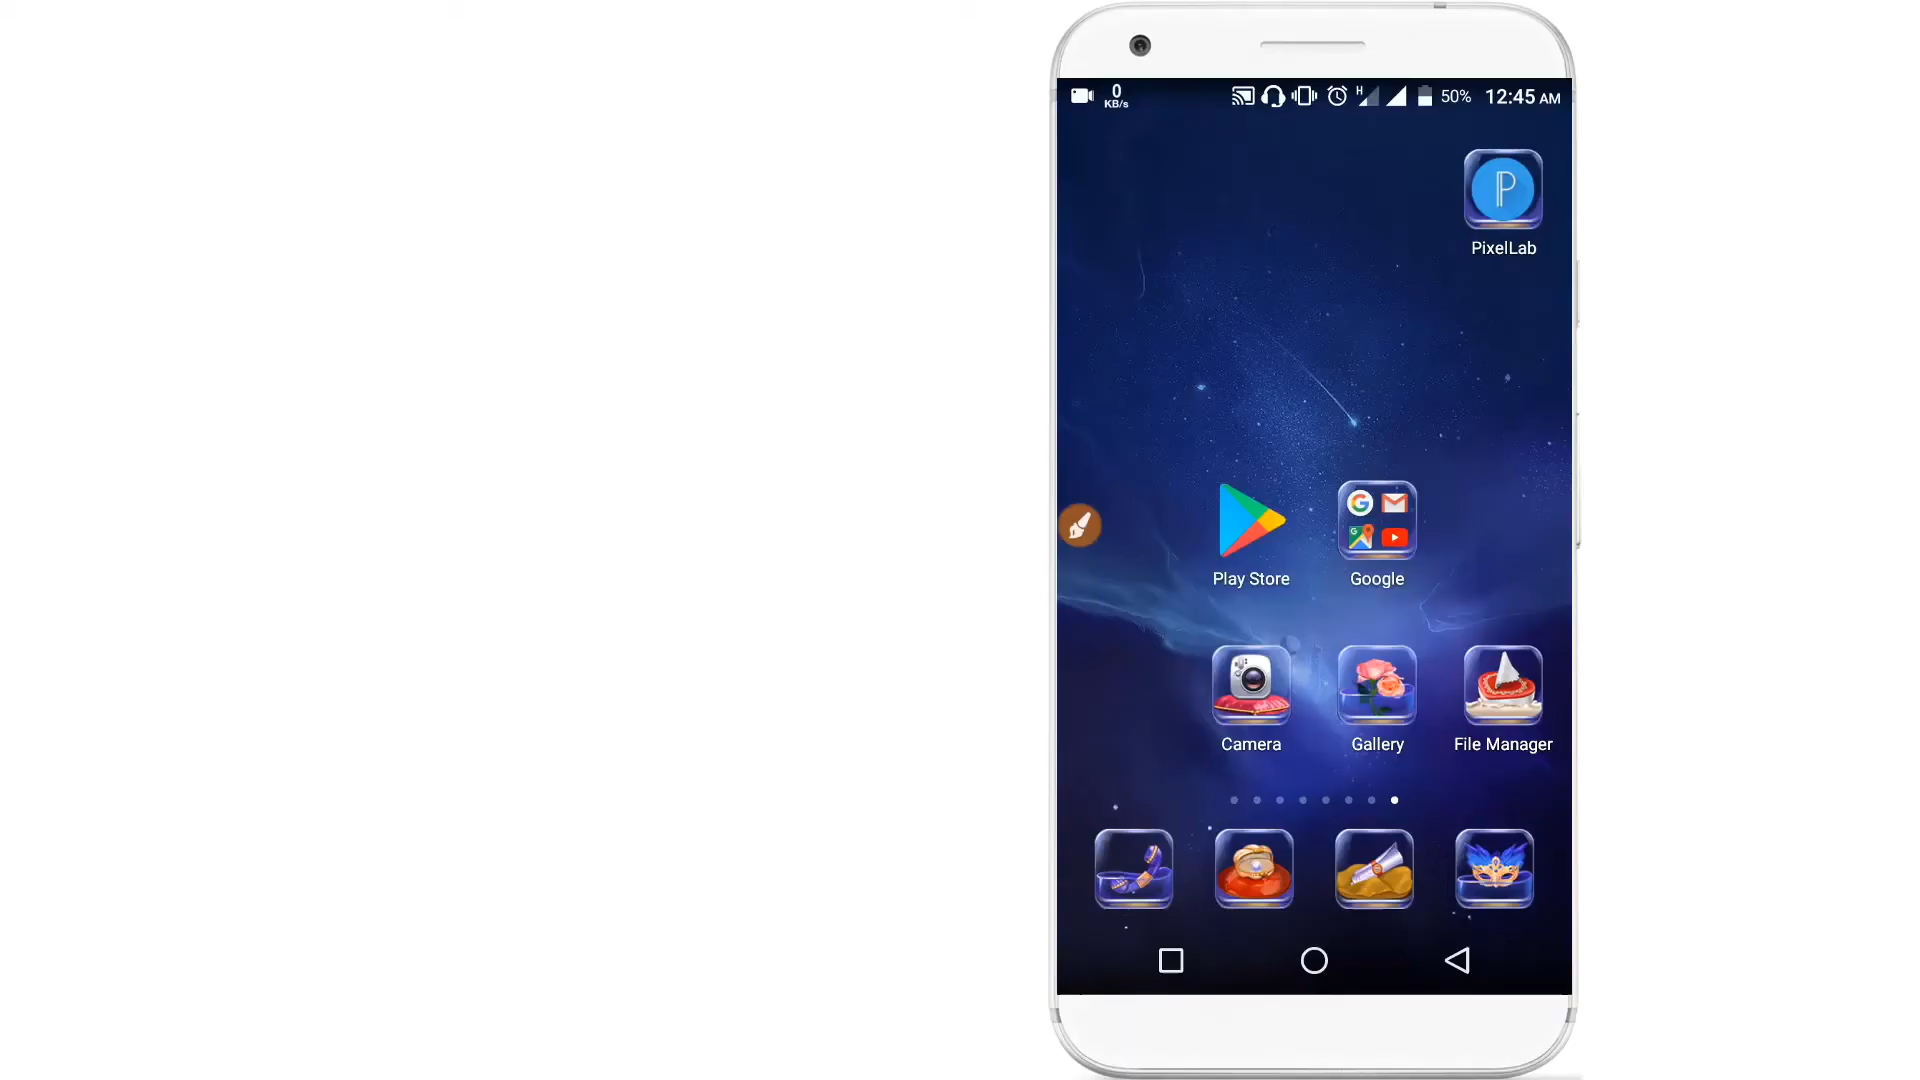 0
KB/s
H
50%
12:45 AM
P
PixelLab
G
G
Play Store
Google
Camera
Gallery
File Manager